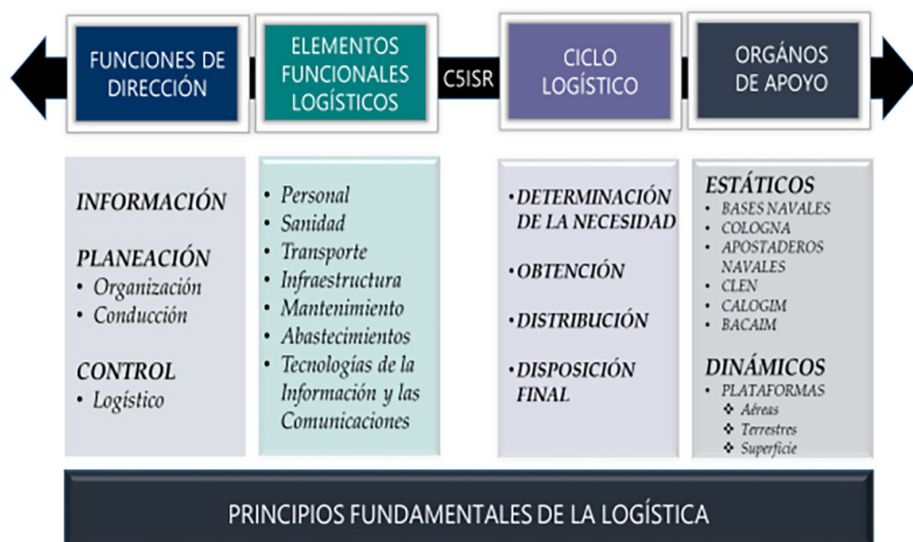 FUNCIONES DE
DIRECCIÓN
ELEMENTOS
FUNCIONALES
LOGÍSTICOS
C5ISR
CICLO
LOGÍSTICO
ORGÁNOS
DE APOYO
INFORMACIÓN
PLANEACIÓN
• Organización
• Conducción
CONTROL
• Logístico
• Personal
• Sanidad
• Transporte
• Infraestructura
• Mantenimiento
• Abastecimientos
• Tecnologías de la
Información y las
Comunicaciones
• DETERMINACIÓN
DE LA NECESIDAD
• OBTENCIÓN
• DISTRIBUCIÓN
• DISPOSICIÓN
FINAL
ESTÁTICOS
• BASES NAVALES
• COLOGNA
• APOSTADEROS
NAVALES
• CLEN
• CALOGIM
• BACAIM
DINÁMICOS
• PLATAFORMAS
❖ Aéreas
❖ Terrestres
❖ Superficie
PRINCIPIOS FUNDAMENTALES DE LA LOGÍSTICA